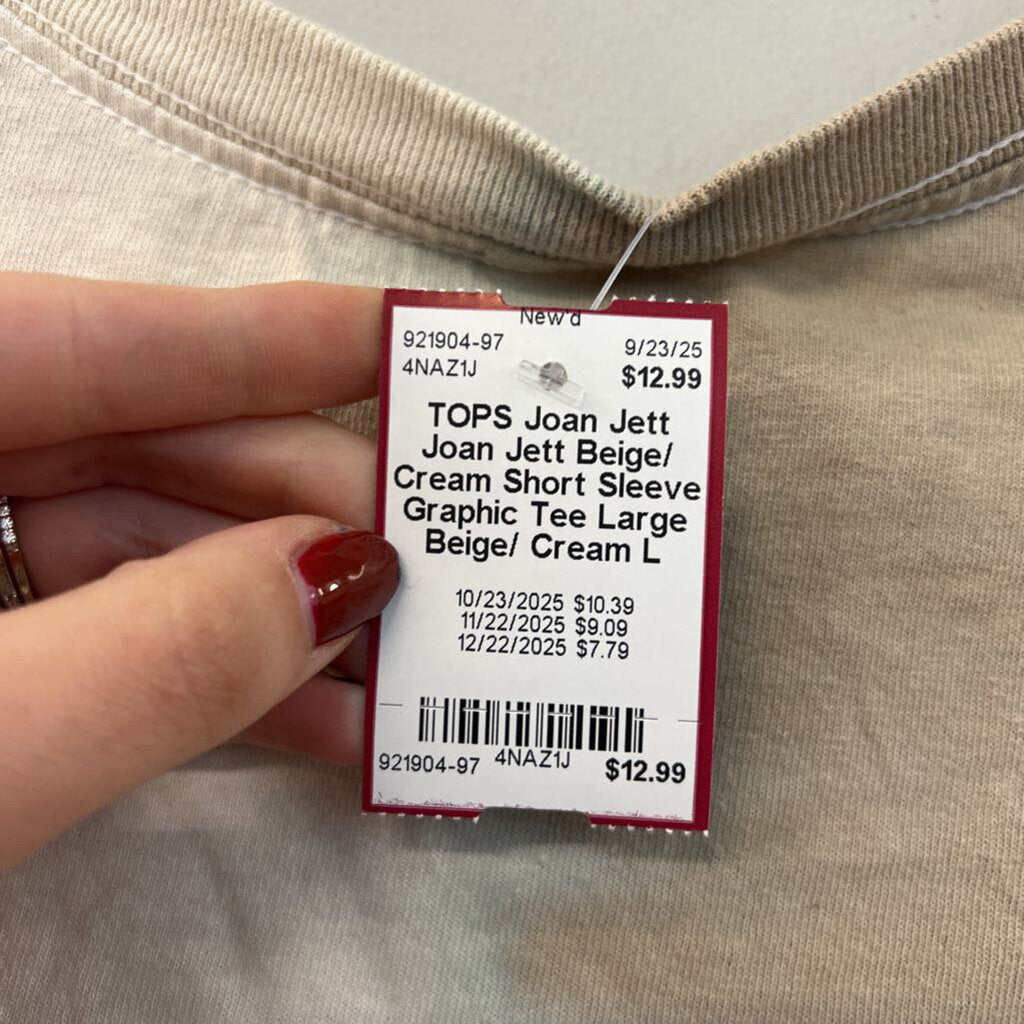 New'd
921904-97 9/23/25
4NAZ1J $12.99
TOPS Joan Jett
Joan Jett Beige/
Cream Short Sleeve
Graphic Tee Large
Beige/ Cream L
10/23/2025 $10.39
11/22/2025 $9.09
12/22/2025 $7.79
921904-97 4NAZ1J $12.99